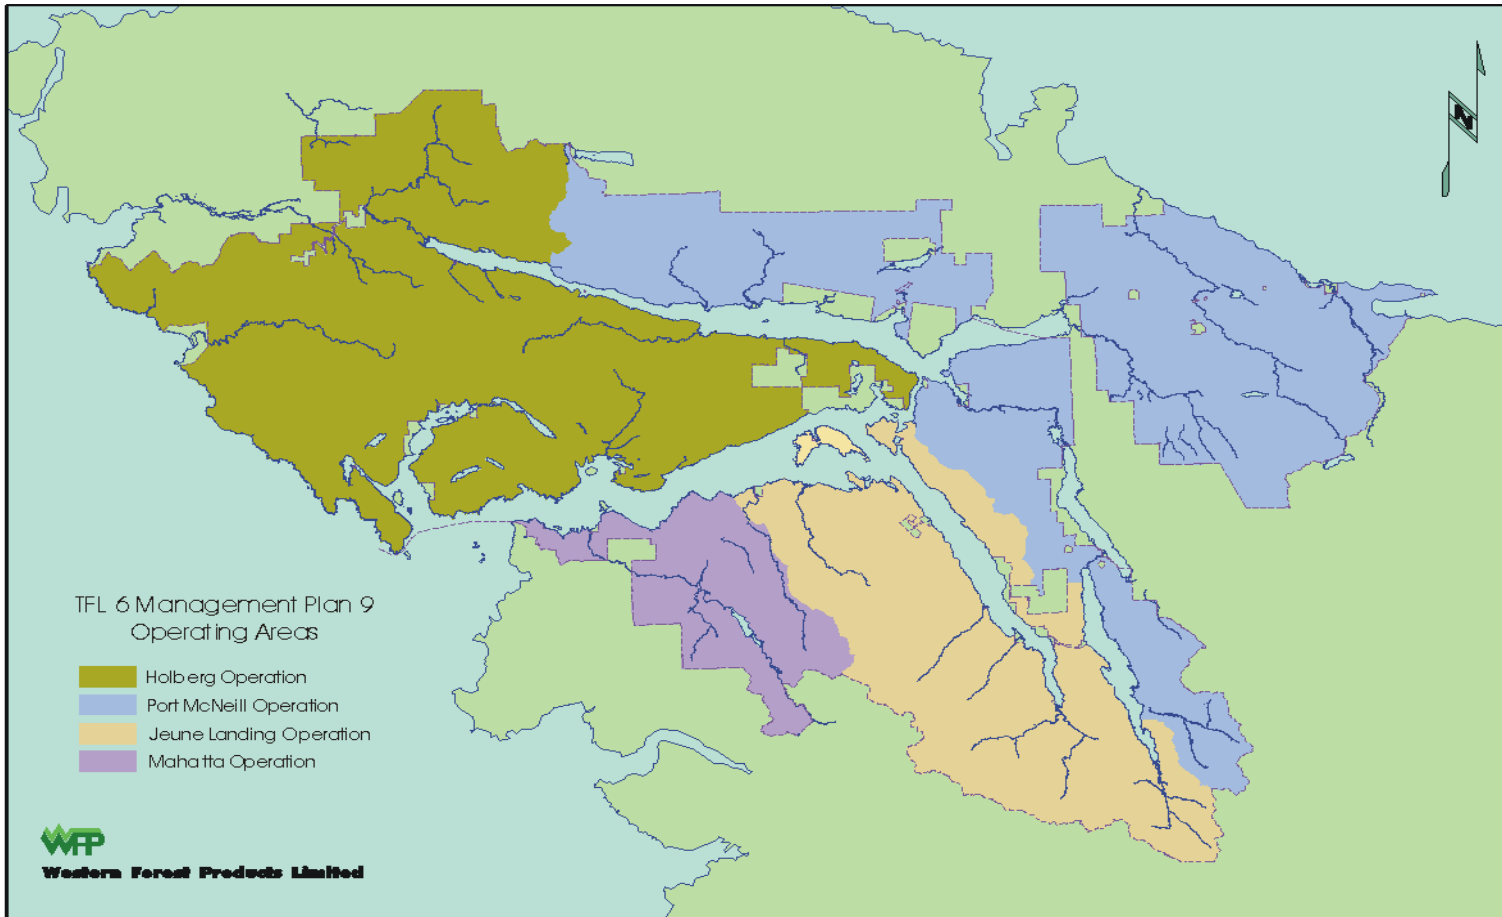 N
TFL 6 Management Plan 9
Operating Areas
Holberg Operation
Port McNeill Operation
Jeune Landing Operation
Mahatta Operation
WFP
Western Forest Products Limited